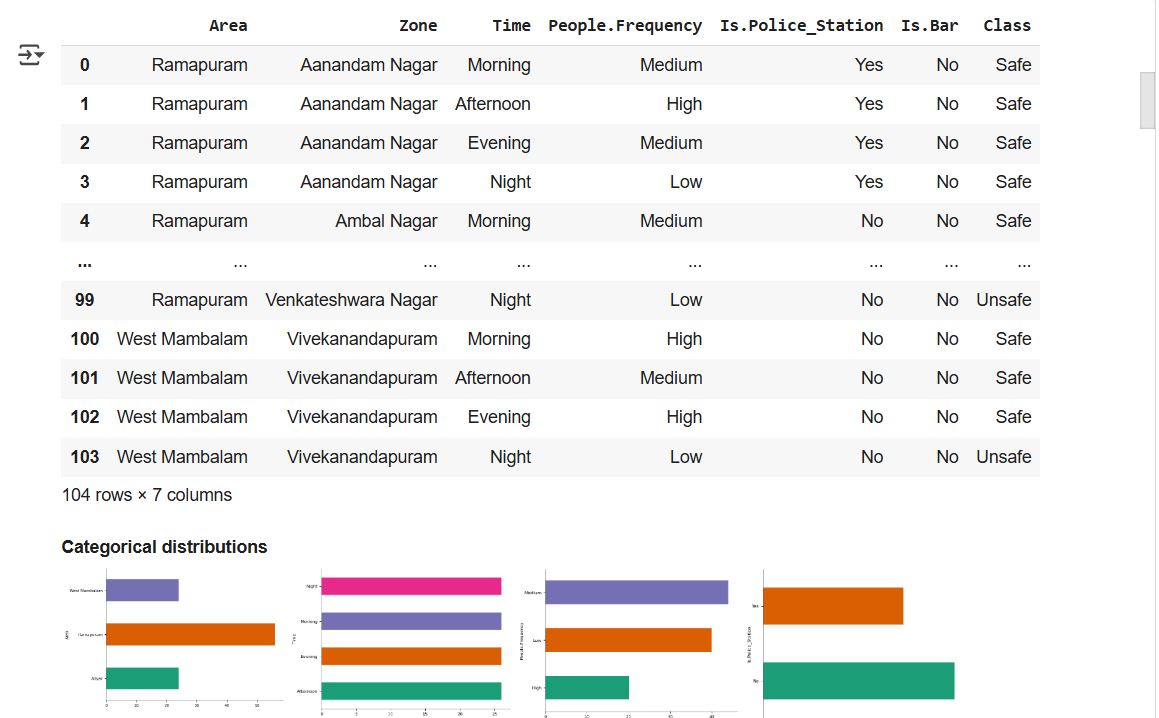 Area Zone Time People.Frequency Is.Police_Station Is.Bar Class
0 Ramapuram Aanandam Nagar Morning Medium Yes No Safe
1 Ramapuram Aanandam Nagar Afternoon High Yes No Safe
2 Ramapuram Aanandam Nagar Evening Medium Yes No Safe
3 Ramapuram Aanandam Nagar Night Low Yes No Safe
4 Ramapuram Ambal Nagar Morning Medium No No Safe
... ... ... ... ... ... ... ...
99 Ramapuram Venkateshwara Nagar Night Low No No Unsafe
100 West Mambalam Vivekanandapuram Morning High No No Safe
101 West Mambalam Vivekanandapuram Afternoon Medium No No Safe
102 West Mambalam Vivekanandapuram Evening High No No Safe
103 West Mambalam Vivekanandapuram Night Low No No Unsafe
104 rows × 7 columns
Categorical distributions
West Mambalam
Ramapuram
Area
0 10 20 30 40 50
Night
Morning
Time
Evening
Afternoon
0 5 10 15 20 25
Medium
People.Frequency
Low
High
0 10 20 30 40
Yes
Is.Police_Station
No